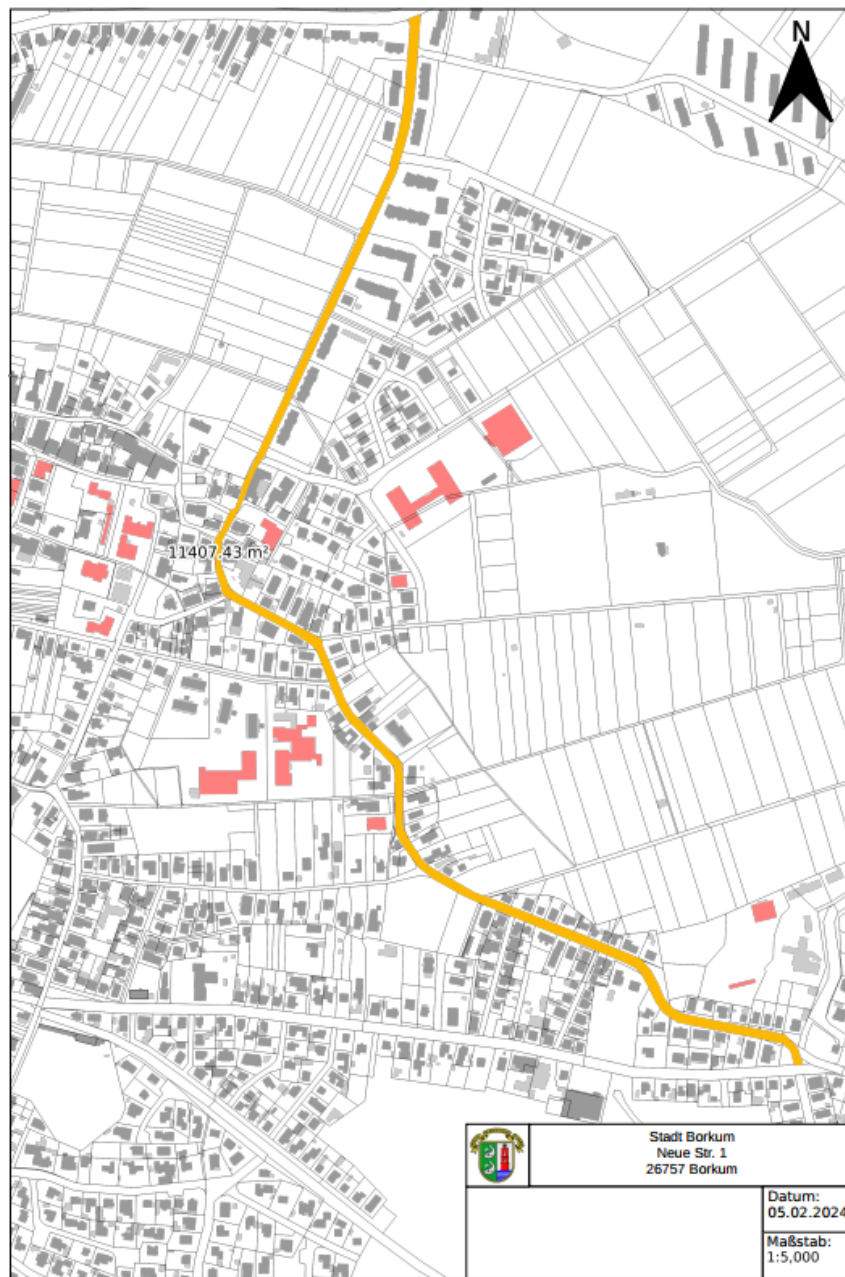 N
11407.43 m²
Stadt Borkum
Neue Str. 1
26757 Borkum
Datum:
05.02.2024
Maßstab:
1:5,000